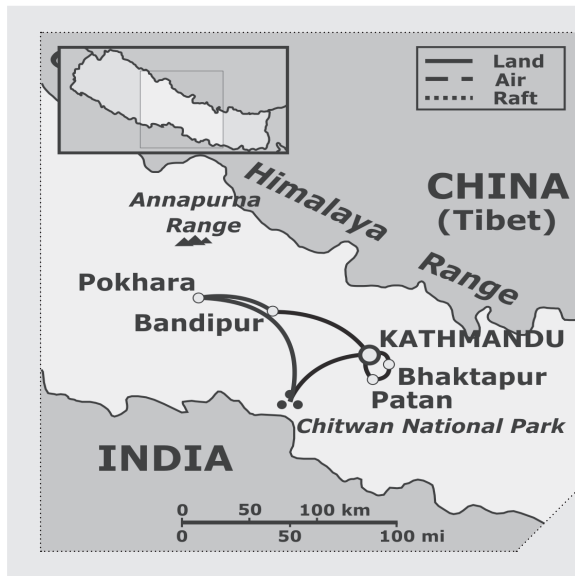 Land
Air
Raft
Himalaya
Range
CHINA
(Tibet)
Annapurna
Range
Pokhara
Bandipur
KATHMANDU
Bhaktapur
Patan
Chitwan National Park
INDIA
0 50 100 km
0 50 100 mi